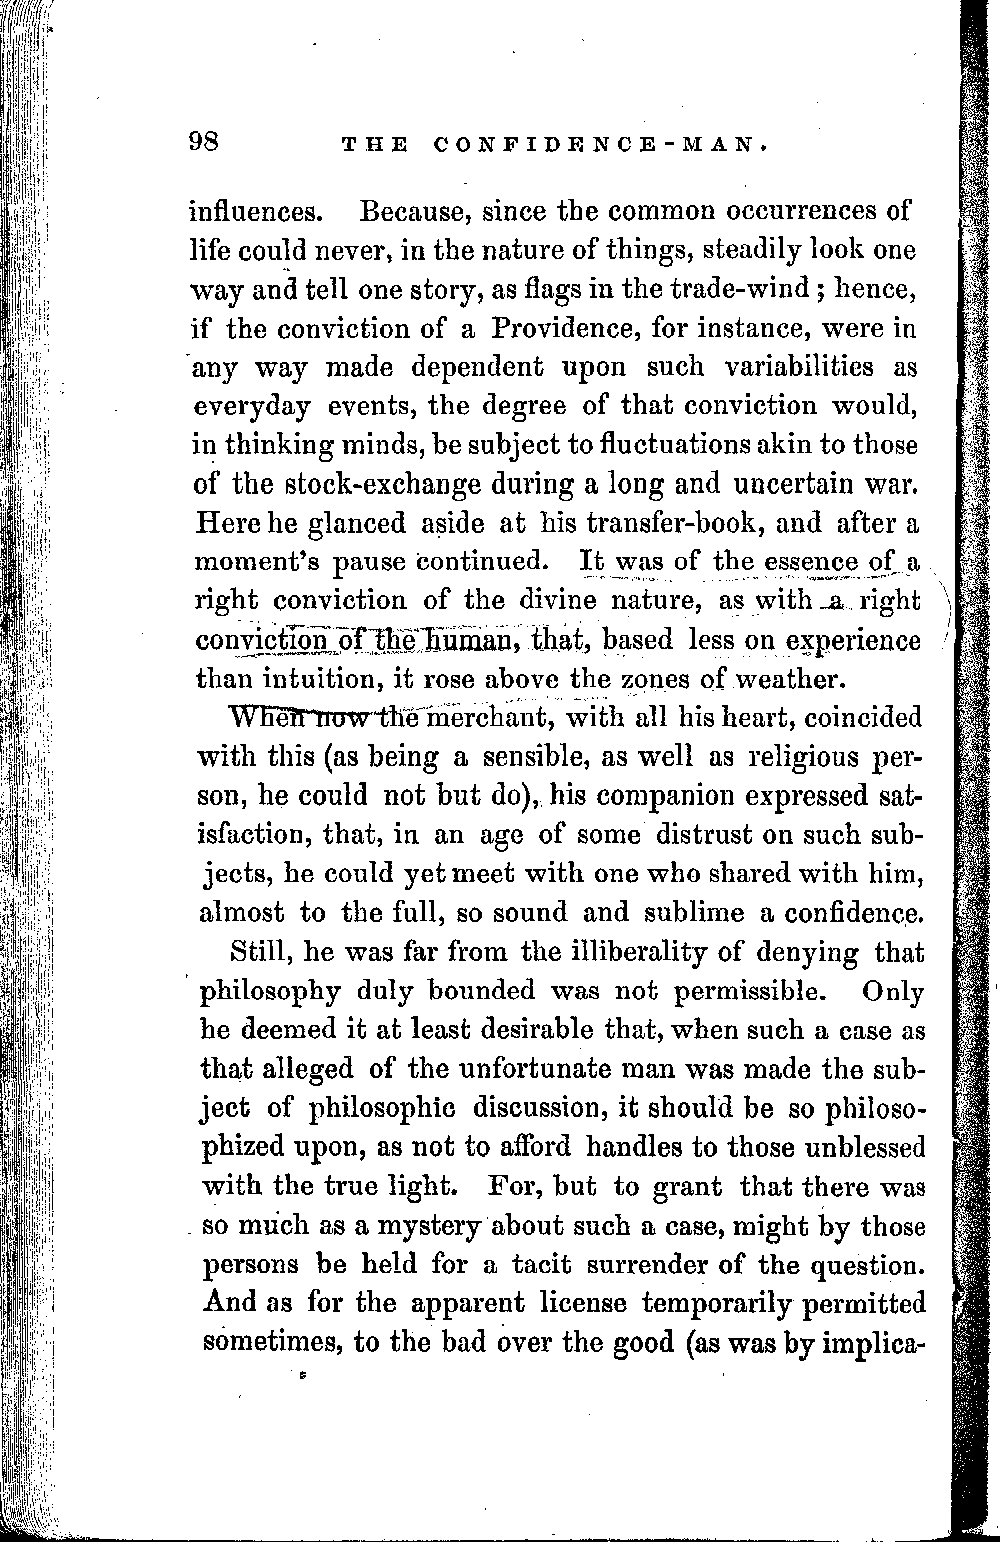 98 THE CONFIDENCE-MAN.
influences. Because, since the common occurrences of
life could never, in the nature of things, steadily look one
way and tell one story, as flags in the trade-wind ; hence,
if the conviction of a Providence, for instance, were in
any way made dependent upon such variabilities as
everyday events, the degree of that conviction would,
in thinking minds, be subject to fluctuations akin to those
of the stock-exchange during a long and uncertain war.
Here he glanced aside at his transfer-book, and after a
moment's pause continued. It was of the essence of a
right conviction of the divine nature, as with a right
conviction of the human, that, based less on experience
than intuition, it rose above the zones of weather.
When now the merchant, with all his heart, coincided
with this (as being a sensible, as well as religious per-
son, he could not but do), his companion expressed sat-
isfaction, that, in an age of some distrust on such sub-
jects, he could yet meet with one who shared with him,
almost to the full, so sound and sublime a confidence.
Still, he was far from the illiberality of denying that
philosophy duly bounded was not permissible. Only
he deemed it at least desirable that, when such a case as
that alleged of the unfortunate man was made the sub-
ject of philosophic discussion, it should be so philoso-
phized upon, as not to afford handles to those unblessed
with the true light. For, but to grant that there was
so much as a mystery about such a case, might by those
persons be held for a tacit surrender of the question.
And as for the apparent license temporarily permitted
sometimes, to the bad over the good (as was by implica-